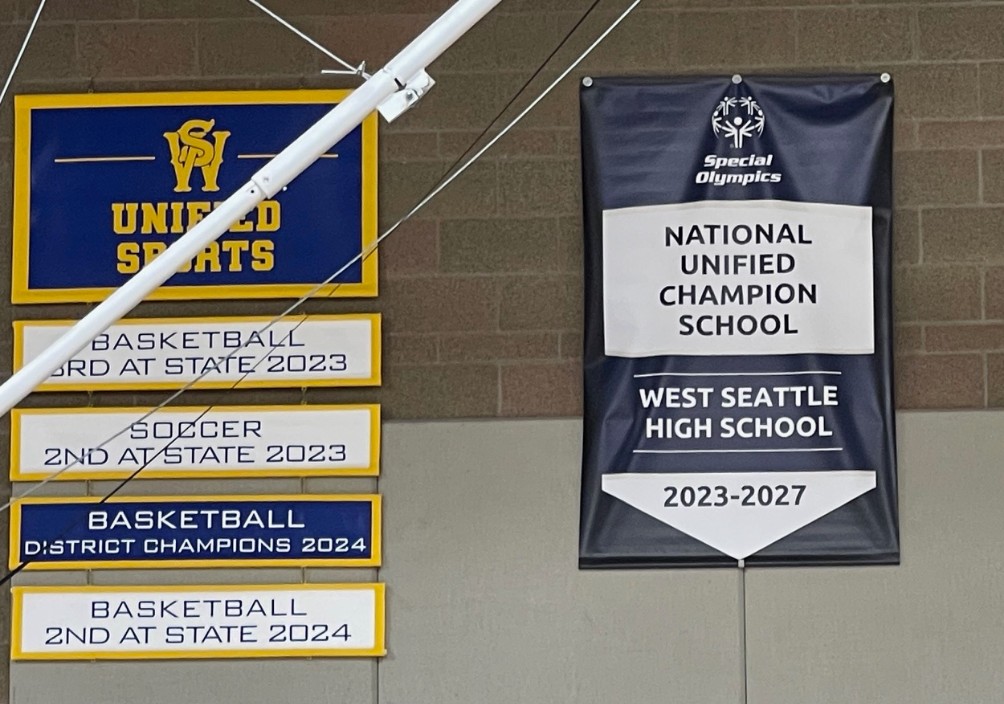 WS
UNIFIED
SPORTS
BASKETBALL
3RD AT STATE 2023
SOCCER
2ND AT STATE 2023
BASKETBALL
DISTRICT CHAMPIONS 2024
BASKETBALL
2ND AT STATE 2024
Special
Olympics
NATIONAL
UNIFIED
CHAMPION
SCHOOL
WEST SEATTLE
HIGH SCHOOL
2023-2027